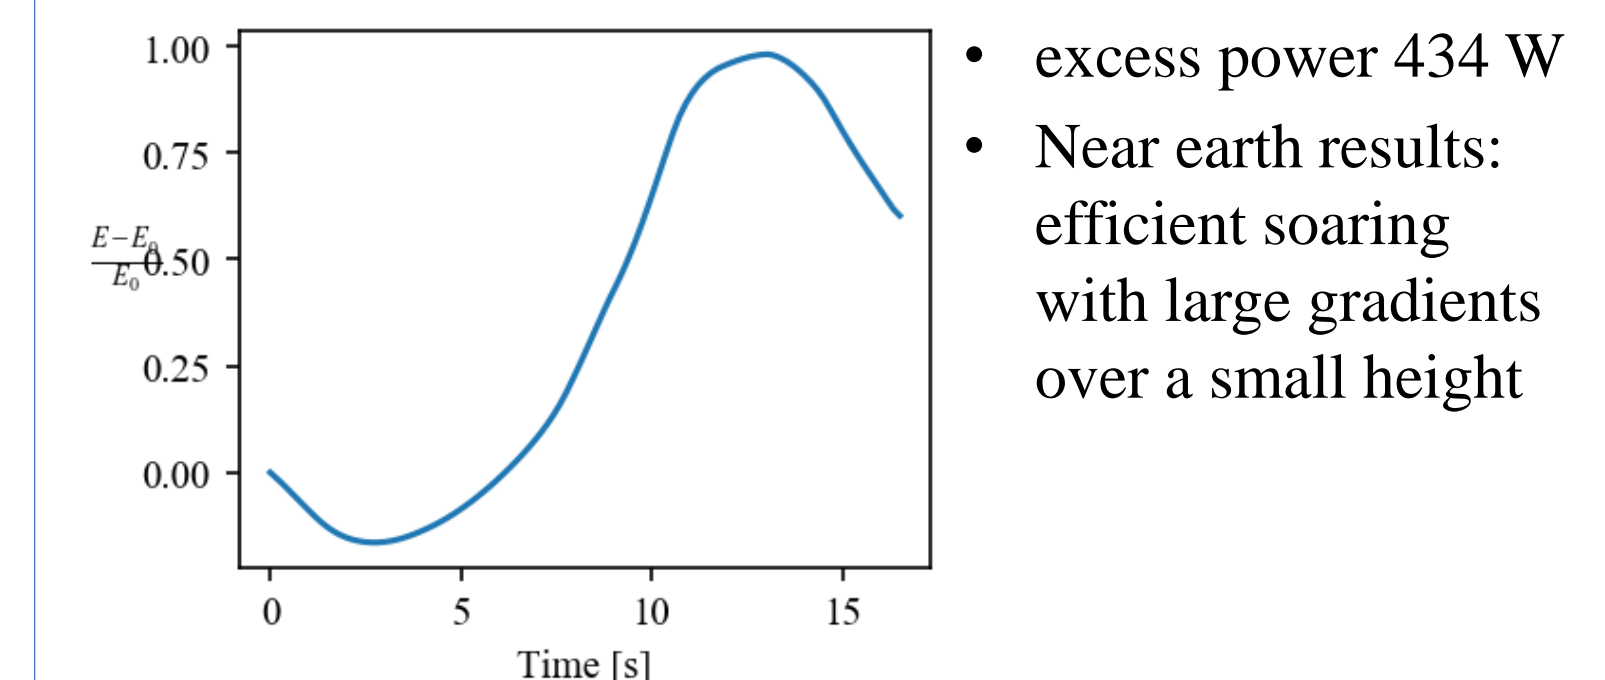 1.00
0.75
0.50
0.25
0.00
E−E₀
E₀
0
5
10
15
Time [s]
• excess power 434 W
• Near earth results:
efficient soaring
with large gradients
over a small height